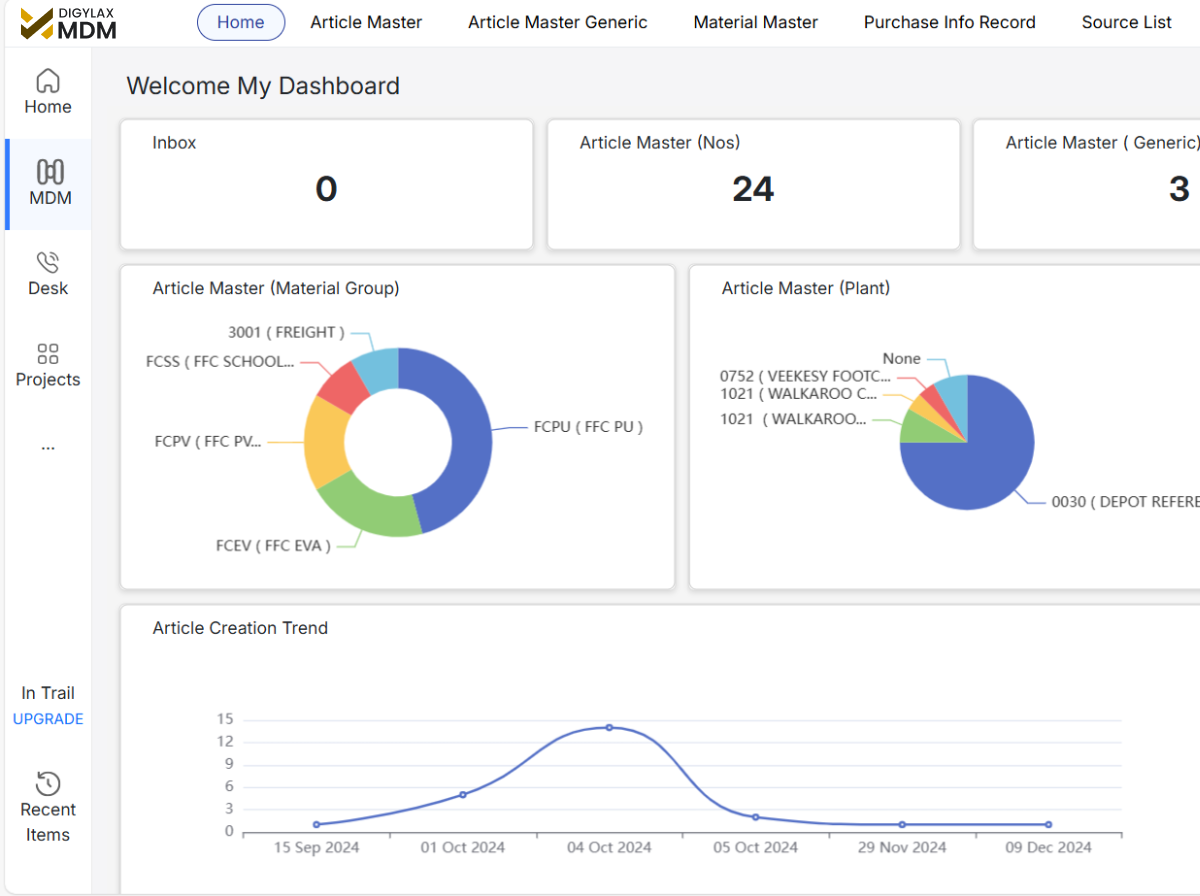 DIGYLAX
MDM
Home
Article Master
Article Master Generic
Material Master
Purchase Info Record
Source List
Home
MDM
Desk
Projects
...
In Trail
UPGRADE
Recent
Items
Welcome My Dashboard
Inbox
0
Article Master (Nos)
24
Article Master ( Generic)
3
Article Master (Material Group)
3001 ( FREIGHT )
FCSS ( FFC SCHOOL...
FCPV ( FFC PV...
FCPU ( FFC PU )
FCEV ( FFC EVA )
Article Master (Plant)
None
0752 ( VEEKESY FOOTC...
1021 ( WALKAROO C...
1021 ( WALKAROO...
0030 ( DEPOT REFERE
Article Creation Trend
15
12
9
6
3
0
15 Sep 2024
01 Oct 2024
04 Oct 2024
05 Oct 2024
29 Nov 2024
09 Dec 2024